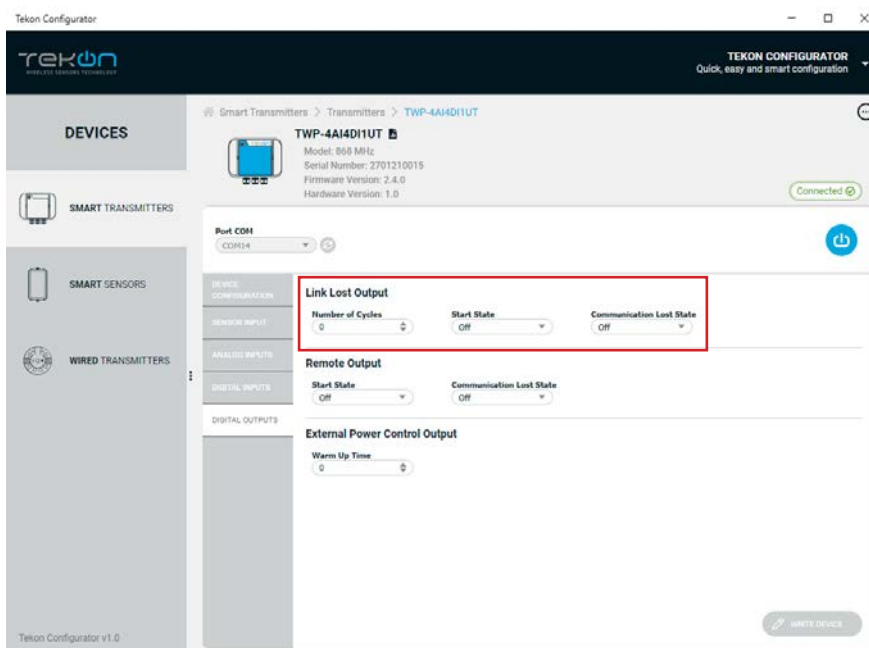 Tekon Configurator
TEKON
WIRELESS SENSORS TECHNOLOGY
TEKON CONFIGURATOR
Quick, easy and smart configuration
DEVICES
SMART TRANSMITTERS
SMART SENSORS
WIRED TRANSMITTERS
Tekon Configurator v1.0
Smart Transmitters > Transmitters > TWP-4AI4DI1UT
TWP-4AI4DI1UT
Model: 868 MHz
Serial Number: 2701210015
Firmware Version: 2.4.0
Hardware Version: 1.0
Connected
Port COM
COM14
DEVICE
CONFIGURATION
SENSOR INPUT
ANALOG INPUTS
DIGITAL INPUTS
DIGITAL OUTPUTS
Link Lost Output
Number of Cycles Start State Communication Lost State
0 Off Off
Remote Output
Start State Communication Lost State
Off Off
External Power Control Output
Warm Up Time
0
WRITE DEVICE